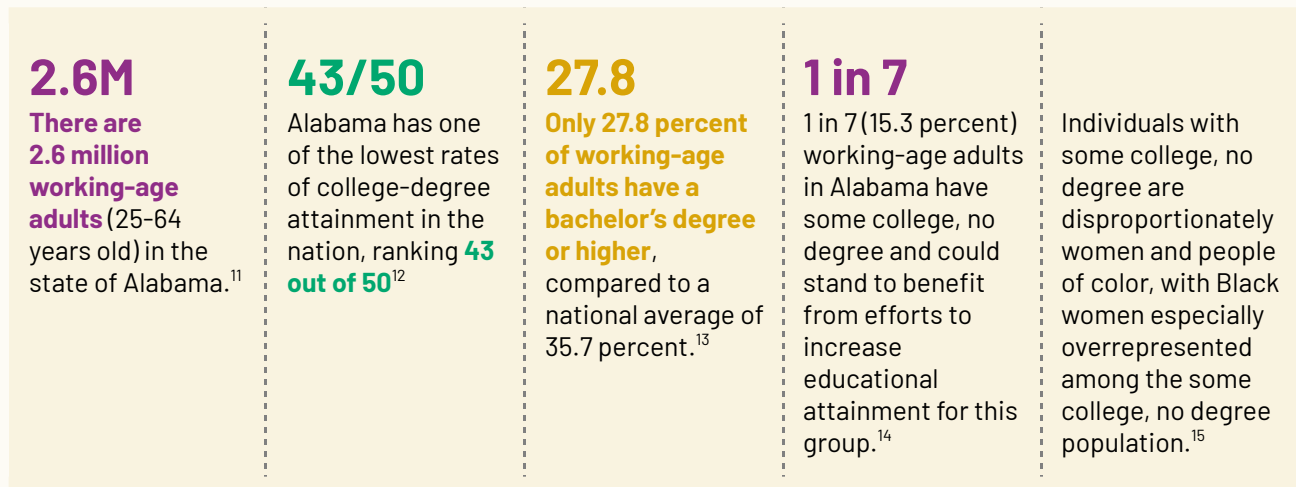 2.6M
There are
2.6 million
working-age
adults (25-64
years old) in the
state of Alabama.11
43/50
Alabama has one
of the lowest rates
of college-degree
attainment in the
nation, ranking 43
out of 5012
27.8
Only 27.8 percent
of working-age
adults have a
bachelor's degree
or higher,
compared to a
national average of
35.7 percent.13
1 in 7
1 in 7 (15.3 percent)
working-age adults
in Alabama have
some college, no
degree and could
stand to benefit
from efforts to
increase
educational
attainment for this
group.14
Individuals with
some college, no
degree are
disproportionately
women and people
of color, with Black
women especially
overrepresented
among the some
college, no degree
population.15